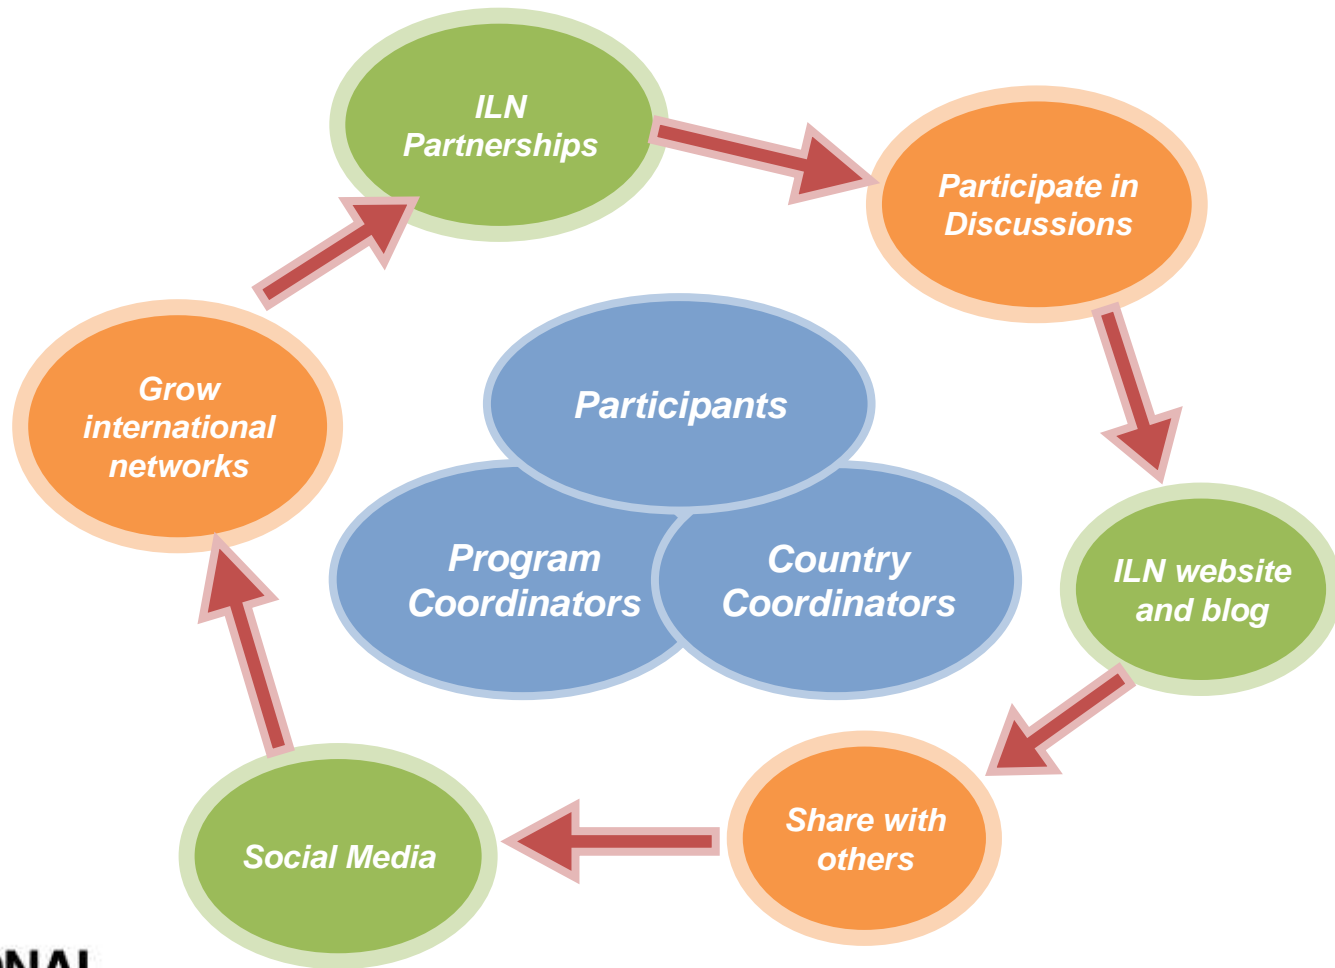 ILN
Partnerships
Participate in
Discussions
Grow
international
networks
Participants
Program
Coordinators
Country
Coordinators
ILN website
and blog
Share with
others
Social Media